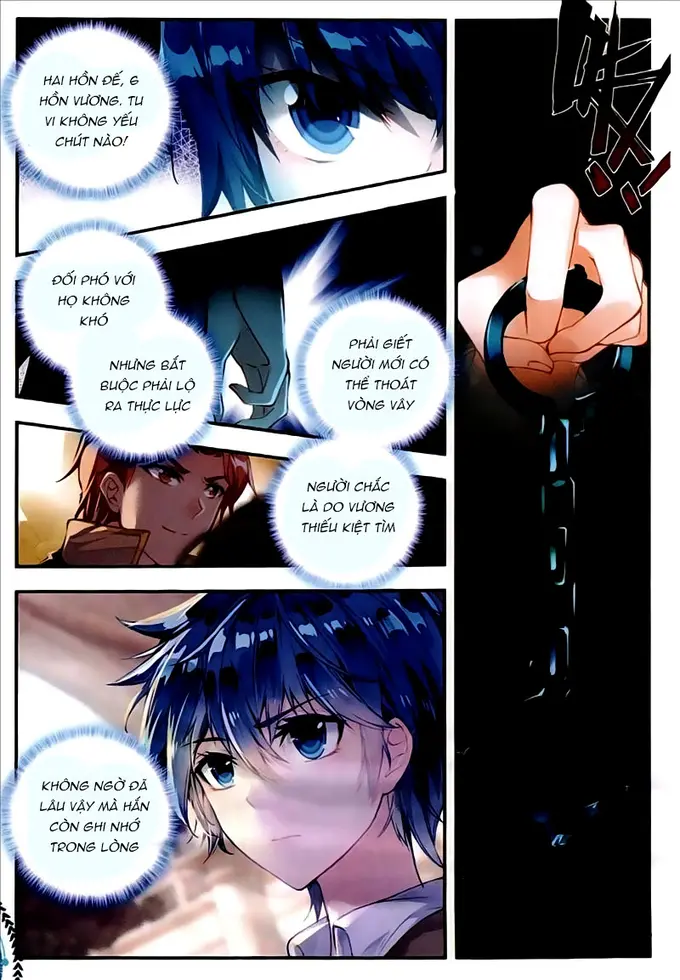 HAI HỒN ĐẾ, 6
HỒN VƯƠNG. TU
VI KHÔNG YẾU
CHÚT NÀO!
ĐỐI PHÓ VỚI
HỌ KHÔNG
KHÓ
NHƯNG BẮT
BUỘC PHẢI LỘ
RA THỰC LỰC
PHẢI GIẾT
NGƯỜI MỚI CÓ
THỂ THOÁT
VÒNG VÂY
NGƯỜI CHẮC
LÀ DO VƯƠNG
THIẾU KIỆT TÌM
KHÔNG NGỜ ĐÃ
LÂU VẬY MÀ HẮN
CÒN GHI NHỚ
TRONG LÒNG